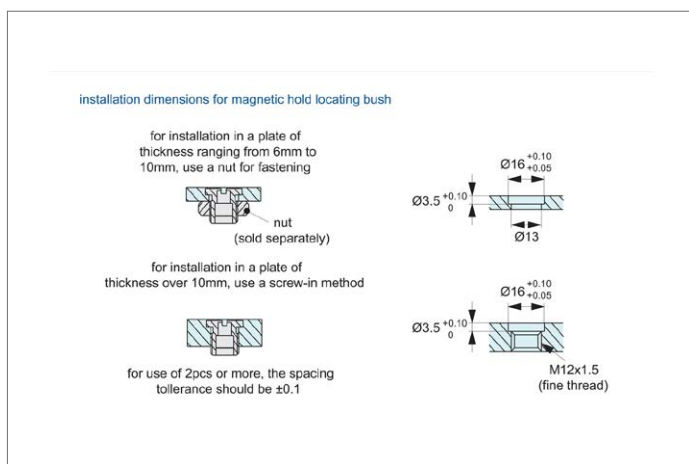 installation dimensions for magnetic hold locating bush
for installation in a plate of
thickness ranging from 6mm to
10mm, use a nut for fastening
nut
(sold separately)
Ø16 +0.10 +0.05
Ø3.5 +0.10 0
Ø13
for installation in a plate of
thickness over 10mm, use a screw-in method
for use of 2pcs or more, the spacing
tollerance should be ±0.1
Ø16 +0.10 +0.05
Ø3.5 +0.10 0
M12x1.5
(fine thread)